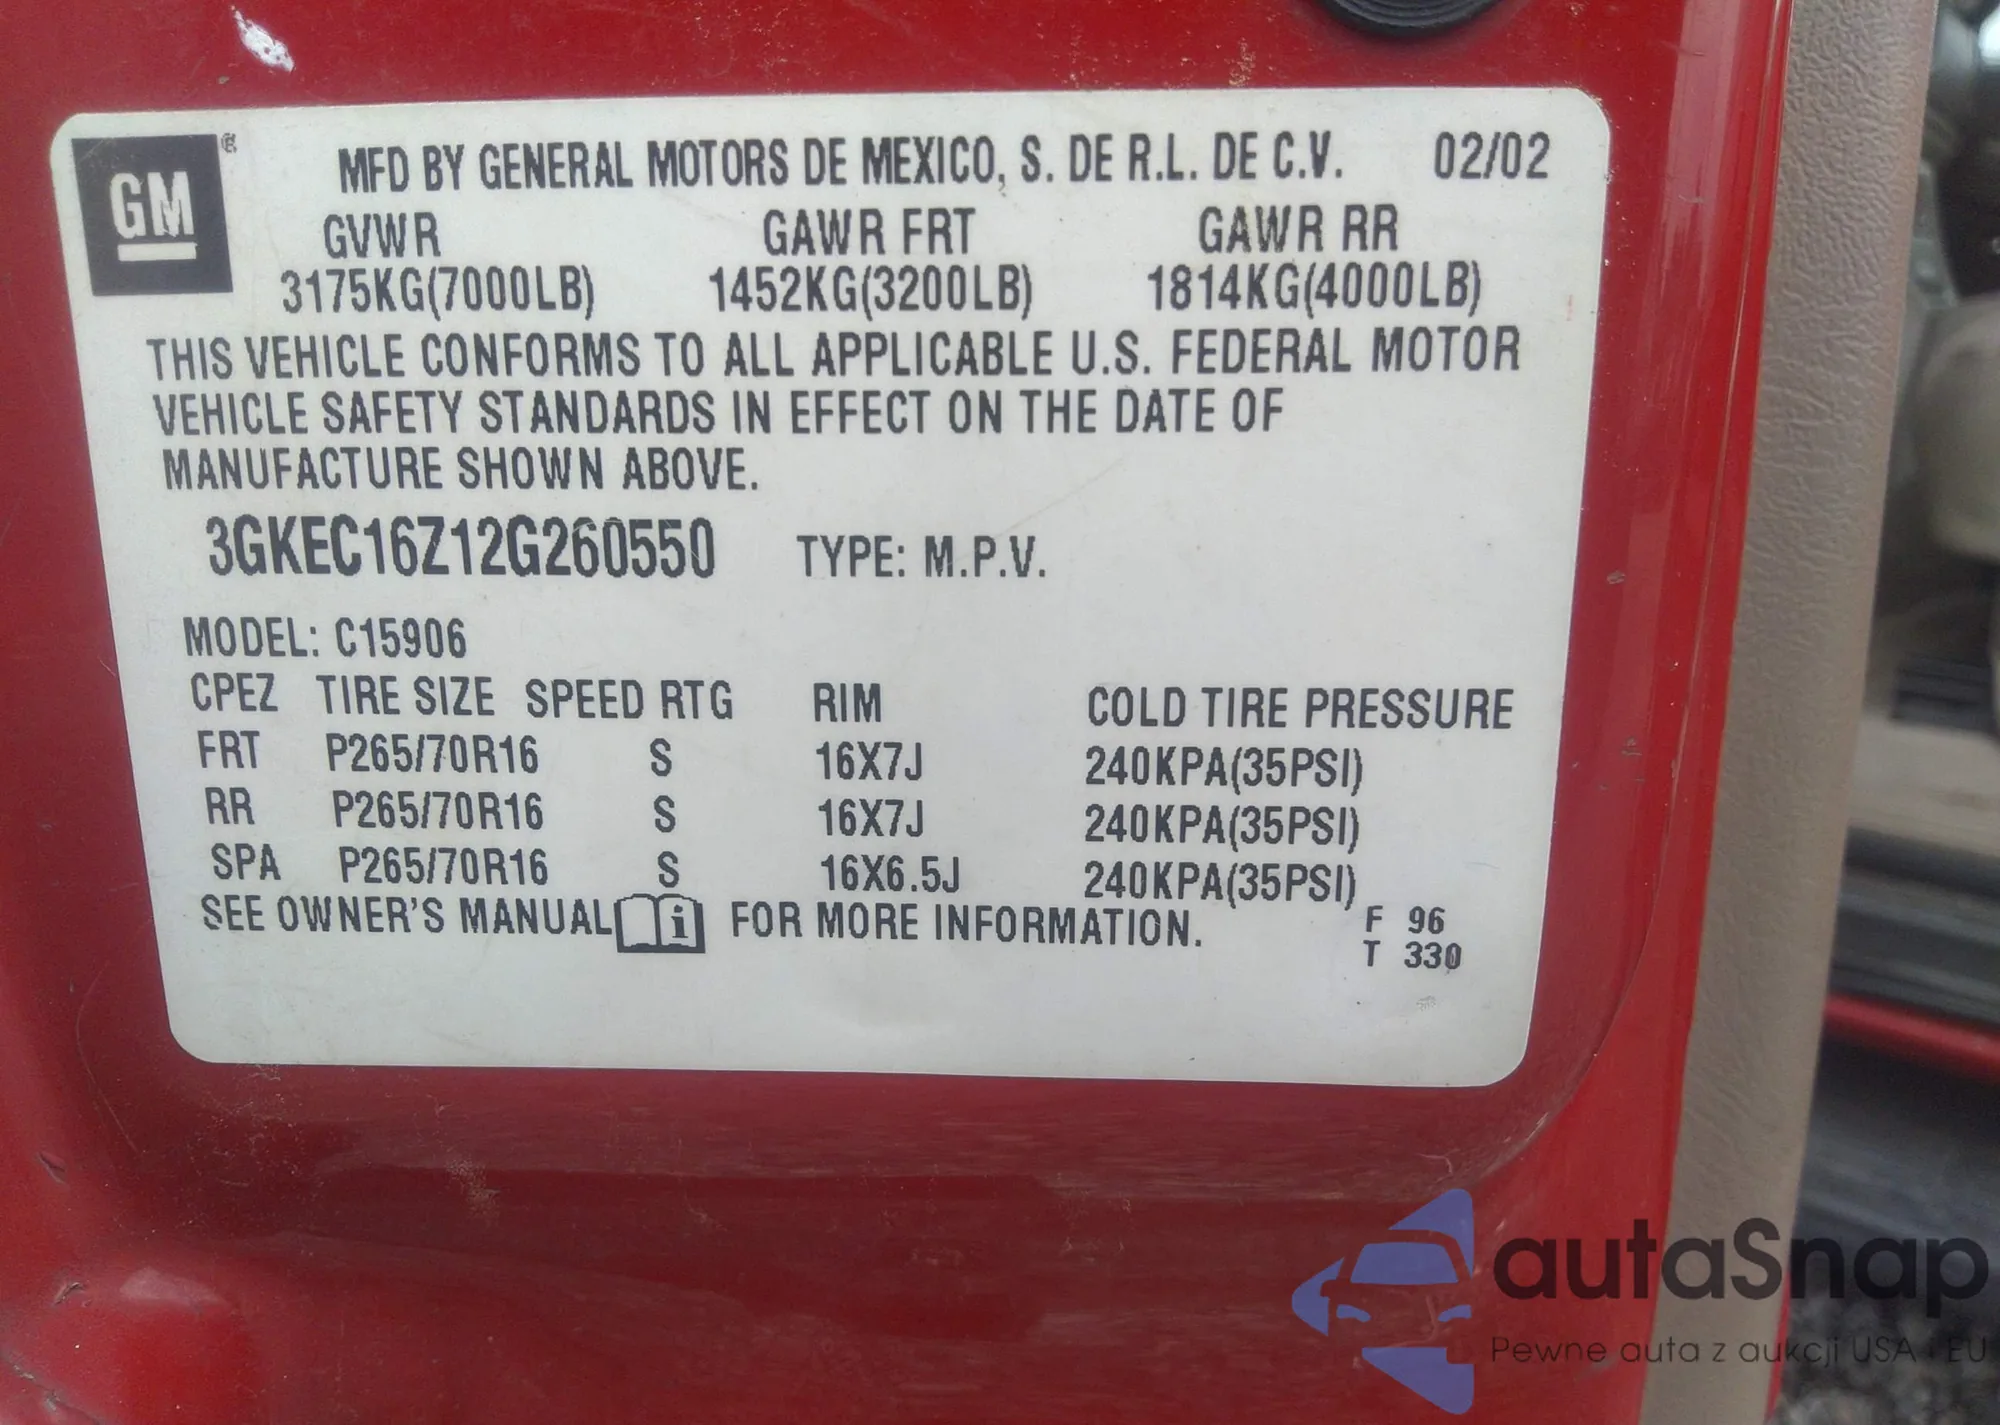 GM ®
MFD BY GENERAL MOTORS DE MEXICO, S. DE R.L. DE C.V. 02/02
GVWR GAWR FRT GAWR RR
3175KG(7000LB) 1452KG(3200LB) 1814KG(4000LB)
THIS VEHICLE CONFORMS TO ALL APPLICABLE U.S. FEDERAL MOTOR
VEHICLE SAFETY STANDARDS IN EFFECT ON THE DATE OF
MANUFACTURE SHOWN ABOVE.
3GKEC16Z12G260550 TYPE: M.P.V.
MODEL: C15906
CPEZ TIRE SIZE SPEED RTG RIM COLD TIRE PRESSURE
FRT P265/70R16 S 16X7J 240KPA(35PSI)
RR P265/70R16 S 16X7J 240KPA(35PSI)
SPA P265/70R16 S 16X6.5J 240KPA(35PSI)
SEE OWNER'S MANUAL i FOR MORE INFORMATION.
F 96
T 330
autaSnap
Pewne auta z aukcji USA i EU